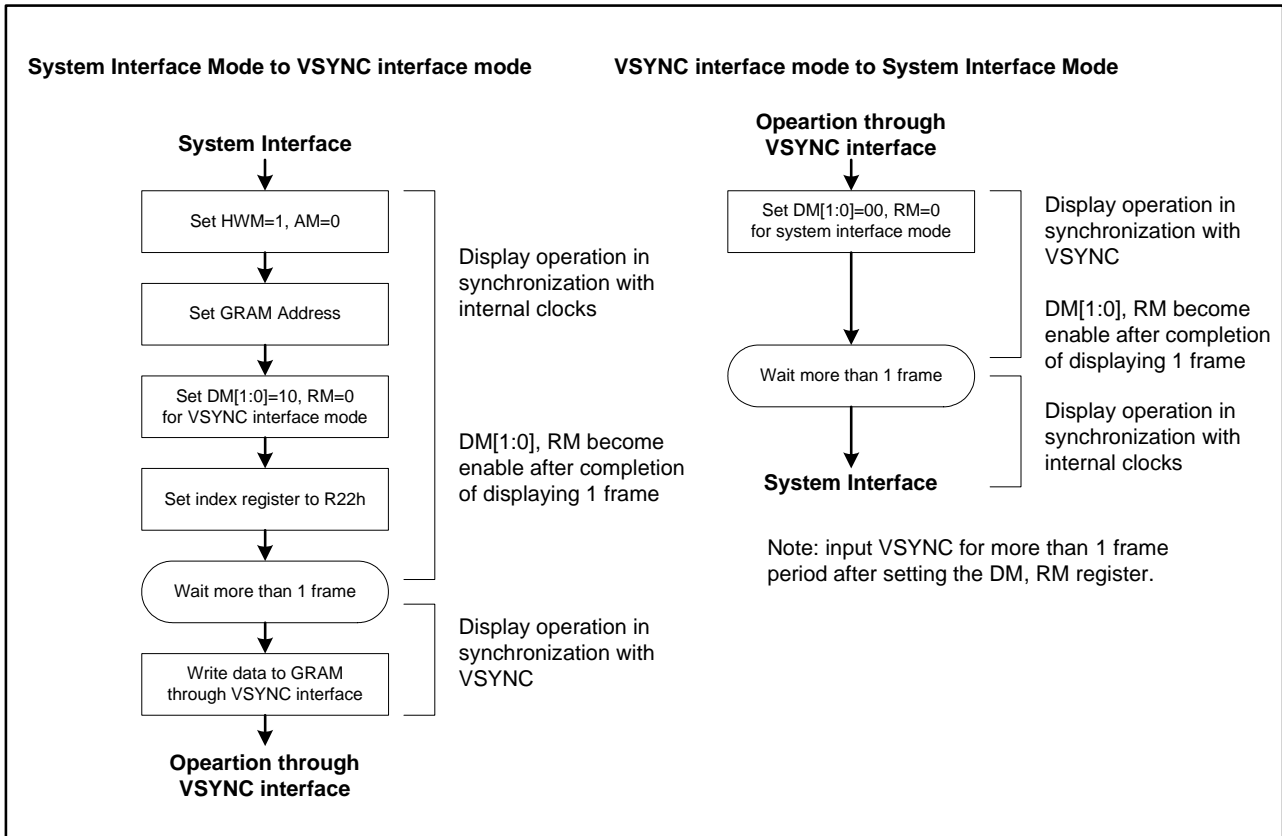 System Interface Mode to VSYNC interface mode
System Interface
Set HWM=1, AM=0
Set GRAM Address
Set DM[1:0]=10, RM=0
for VSYNC interface mode
Set index register to R22h
Wait more than 1 frame
Write data to GRAM
through VSYNC interface
Opeartion through
VSYNC interface
Display operation in
synchronization with
internal clocks
DM[1:0], RM become
enable after completion
of displaying 1 frame
Display operation in
synchronization with
VSYNC
VSYNC interface mode to System Interface Mode
Opeartion through
VSYNC interface
Set DM[1:0]=00, RM=0
for system interface mode
Wait more than 1 frame
System Interface
Display operation in
synchronization with
VSYNC
DM[1:0], RM become
enable after completion
of displaying 1 frame
Display operation in
synchronization with
internal clocks
Note: input VSYNC for more than 1 frame
period after setting the DM, RM register.